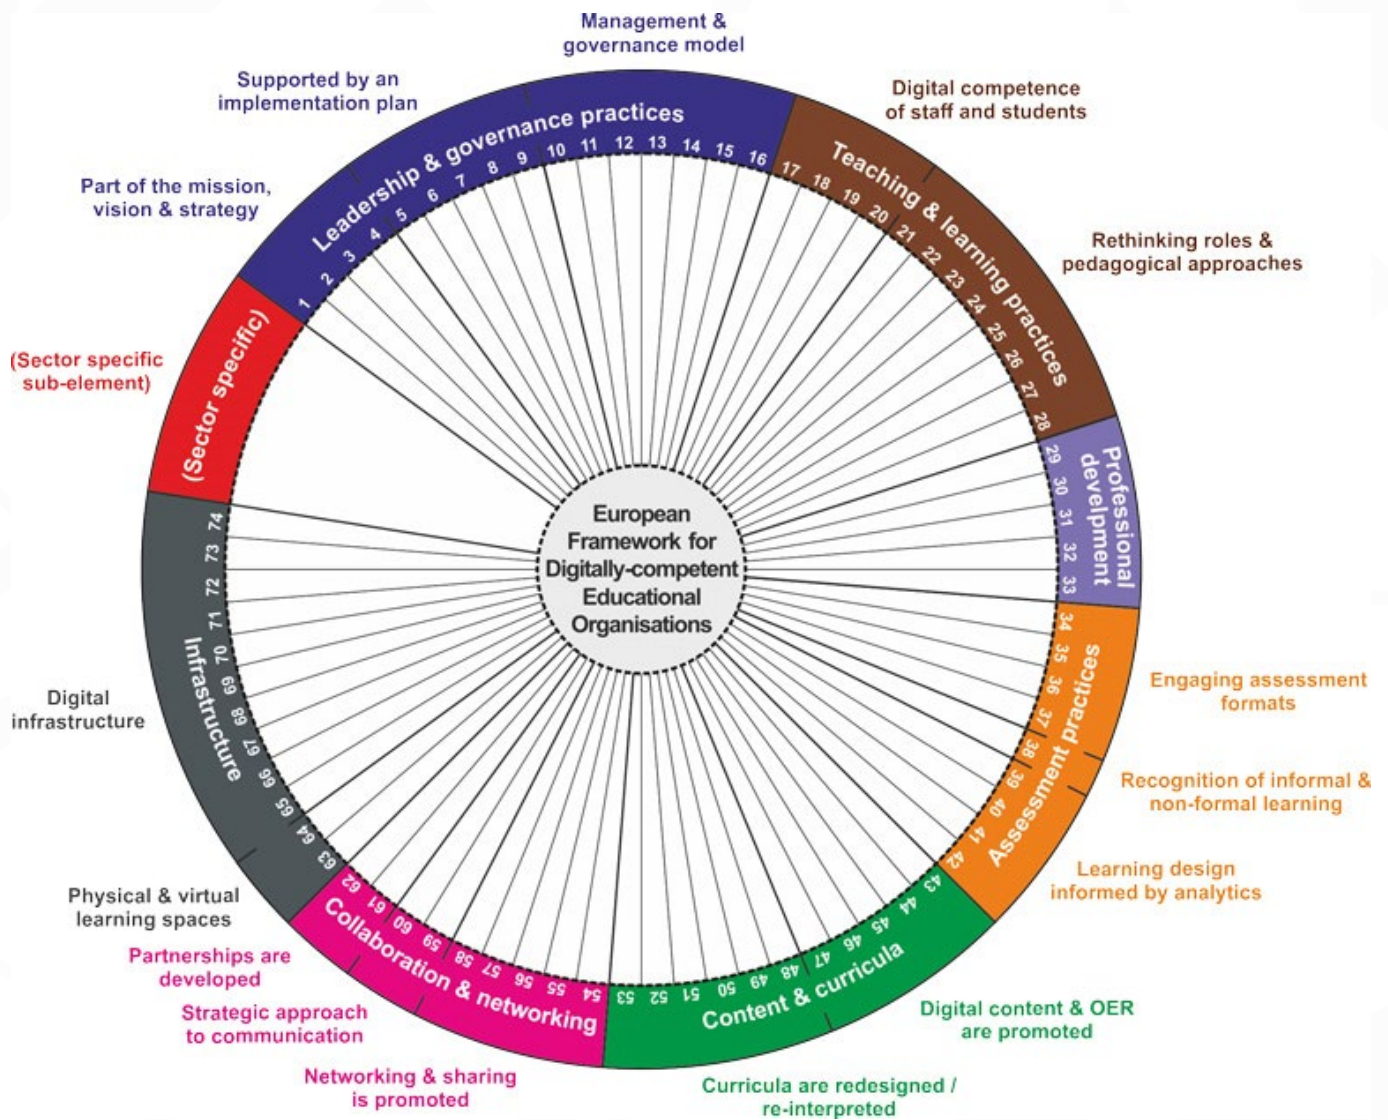 Management &
governance model
Supported by an
implementation plan
Part of the mission,
vision & strategy
Digital competence
of staff and students
Rethinking roles &
pedagogical approaches
(Sector specific
sub-element)
Leadership & governance practices
1 2 3 4 5 6 7 8 9 10 11 12 13 14 15 16
Teaching & learning practices
17 18 19 20 21 22 23 24 25 26 27 28
Professional
develpment
29 30 31 32 33
Assessment practices
34 35 36 37 38 39 40 41 42
Engaging assessment
formats
Recognition of informal &
non-formal learning
Learning design
informed by analytics
Content & curricula
43 44 45 46 47 48 49 50 51 52 53
Digital content & OER
are promoted
Curricula are redesigned /
re-interpreted
Collaboration & networking
54 55 56 57 58 59 60 61 62
Networking & sharing
is promoted
Strategic approach
to communication
Partnerships are
developed
Infrastructure
63 64 65 66 67 68 69 70 71 72 73 74
Physical & virtual
learning spaces
Digital
infrastructure
(Sector specific)
European
Framework for
Digitally-competent
Educational
Organisations